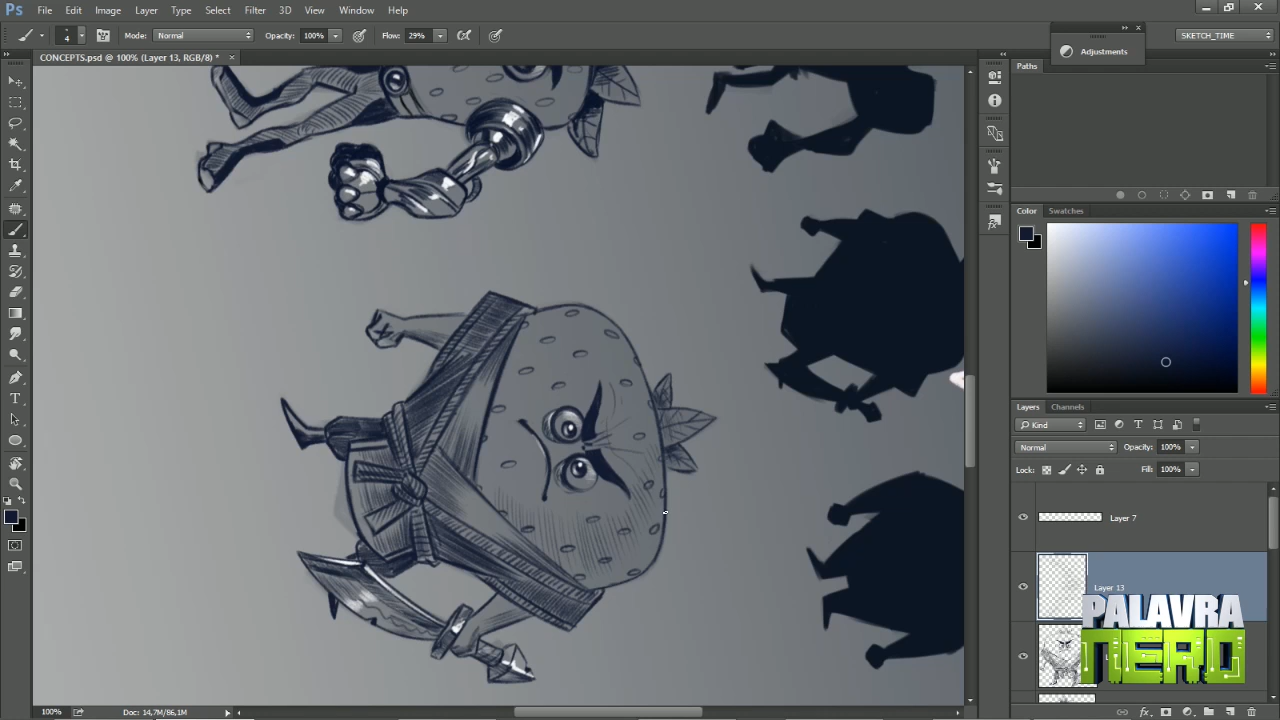 Ps File Edit Image Layer Type Select Filter 3D View Window Help
4 Mode: Normal Opacity: 100% Flow: 29% SKETCH_TIME
CONCEPTS.psd @ 100% (Layer 13, RGB/8) * ×
Adjustments
Paths
Color Swatches
Layers Channels
Kind
Normal Opacity: 100%
Lock: Fill: 100%
Layer 7
Layer 13
PALAVRA
NERD
100% Doc: 14,7M/86,1M